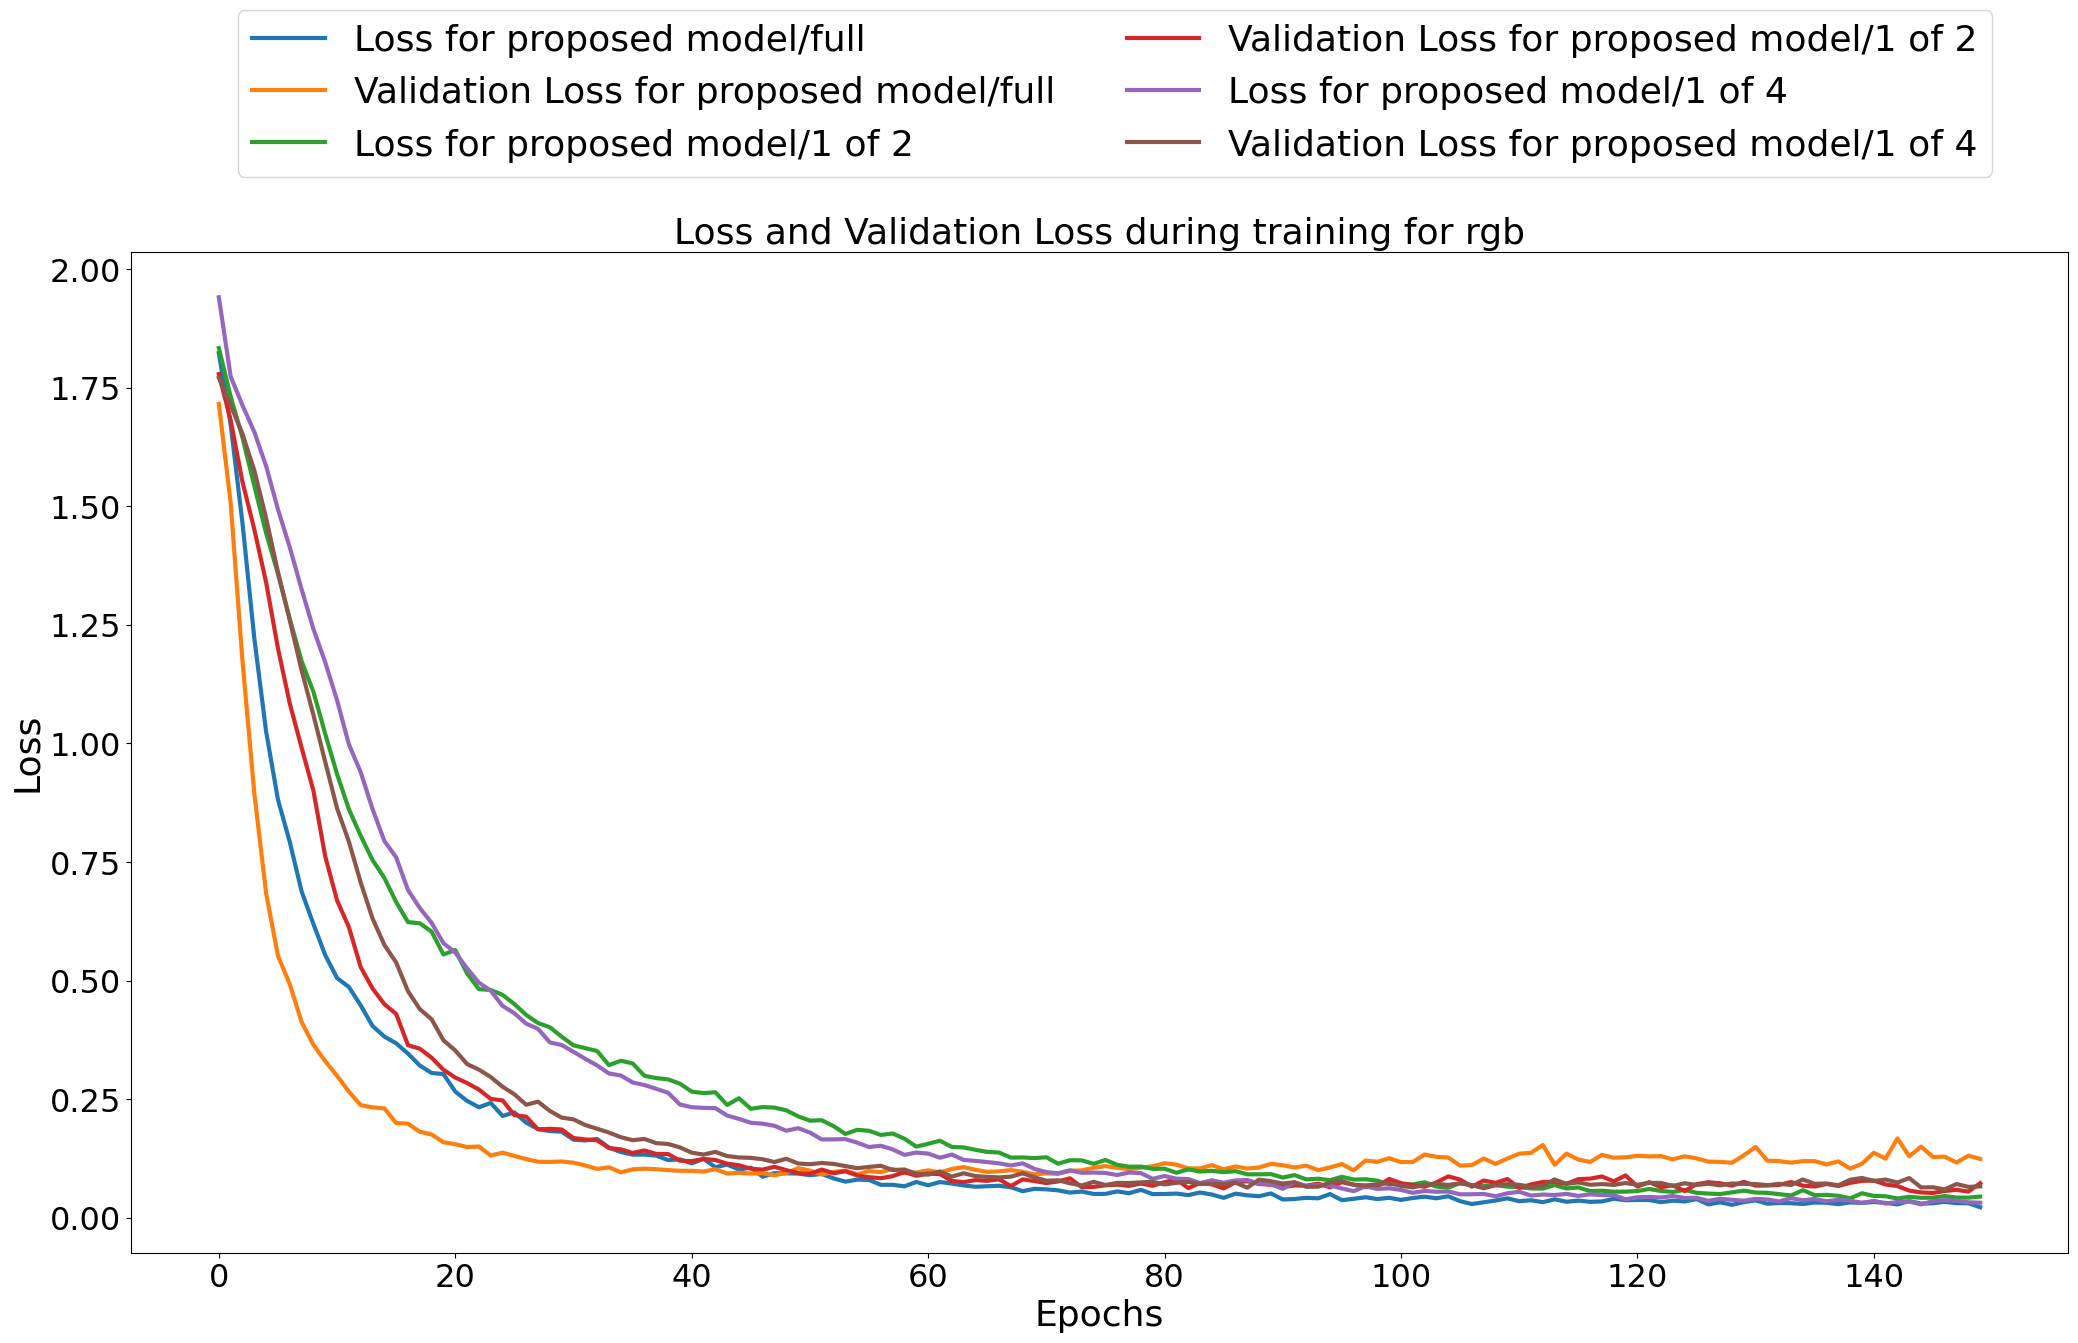 Loss for proposed model/full
Validation Loss for proposed model/full
Loss for proposed model/1 of 2
Validation Loss for proposed model/1 of 2
Loss for proposed model/1 of 4
Validation Loss for proposed model/1 of 4
Loss and Validation Loss during training for rgb
2.00
1.75
1.50
1.25
1.00
0.75
0.50
0.25
0.00
Loss
0 20 40 60 80 100 120 140
Epochs